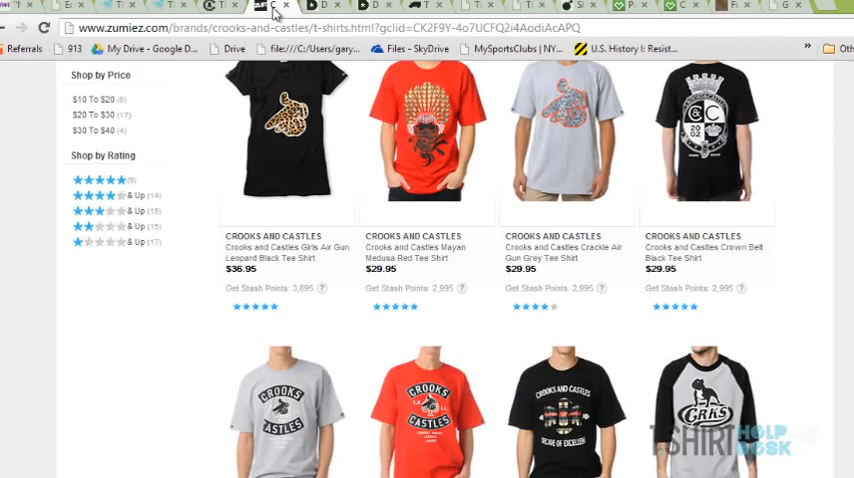 www.zumiez.com/brands/crooks-and-castles/t-shirts.html?gclid=CK2F9Y-4o7UCFQ2i4AodiAcAPQ
Referrals 913 My Drive - Googl... Drive file:///C:/Users/gary... Files - SkyDrive MySportsClubs | NY... U.S. History I: Resist... » Other
Shop by Price
$10 To $20 (5)
$20 To $30 (17)
$30 To $40 (4)
Shop by Rating
(9)
& Up (14)
& Up (15)
& Up (15)
& Up (17)
CROOKS AND CASTLES
Crooks and Castles Girls Air Gun
Leopard Black Tee Shirt
$36.95
Get Stash Points: 3,695 ?
CROOKS AND CASTLES
Crooks and Castles Mayan
Medusa Red Tee Shirt
$29.95
Get Stash Points: 2,995 ?
CROOKS AND CASTLES
Crooks and Castles Crackle Air
Gun Grey Tee Shirt
$29.95
Get Stash Points: 2,995 ?
CROOKS AND CASTLES
Crooks and Castles Crown Belt
Black Tee Shirt
$29.95
Get Stash Points: 2,995 ?
C&C
20 02
CROOKS
CASTLES
CROOKS
CASTLES
CROOKS AND CASTLES
DECADE OF EXCELLENCE
CRKS
T-SHIRT HELP
DESK